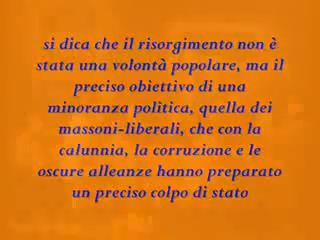 si dica che il risorgimento non è
stata una volontà popolare, ma il
preciso obiettivo di una
minoranza politica, quella dei
massoni-liberali, che con la
calunnia, la corruzione e le
oscure alleanze hanno preparato
un preciso colpo di stato